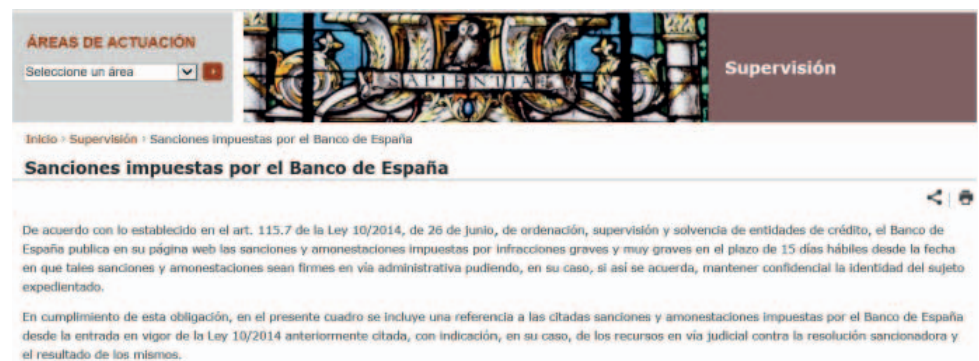 ÁREAS DE ACTUACIÓN
Seleccione un área
SAPIENTIA
Supervisión
Inicio › Supervisión › Sanciones impuestas por el Banco de España
Sanciones impuestas por el Banco de España
De acuerdo con lo establecido en el art. 115.7 de la Ley 10/2014, de 26 de junio, de ordenación, supervisión y solvencia de entidades de crédito, el Banco de
España publica en su página web las sanciones y amonestaciones impuestas por infracciones graves y muy graves en el plazo de 15 días hábiles desde la fecha
en que tales sanciones y amonestaciones sean firmes en vía administrativa pudiendo, en su caso, si así se acuerda, mantener confidencial la identidad del sujeto
expedientado.
En cumplimiento de esta obligación, en el presente cuadro se incluye una referencia a las citadas sanciones y amonestaciones impuestas por el Banco de España
desde la entrada en vigor de la Ley 10/2014 anteriormente citada, con indicación, en su caso, de los recursos en vía judicial contra la resolución sancionadora y
el resultado de los mismos.